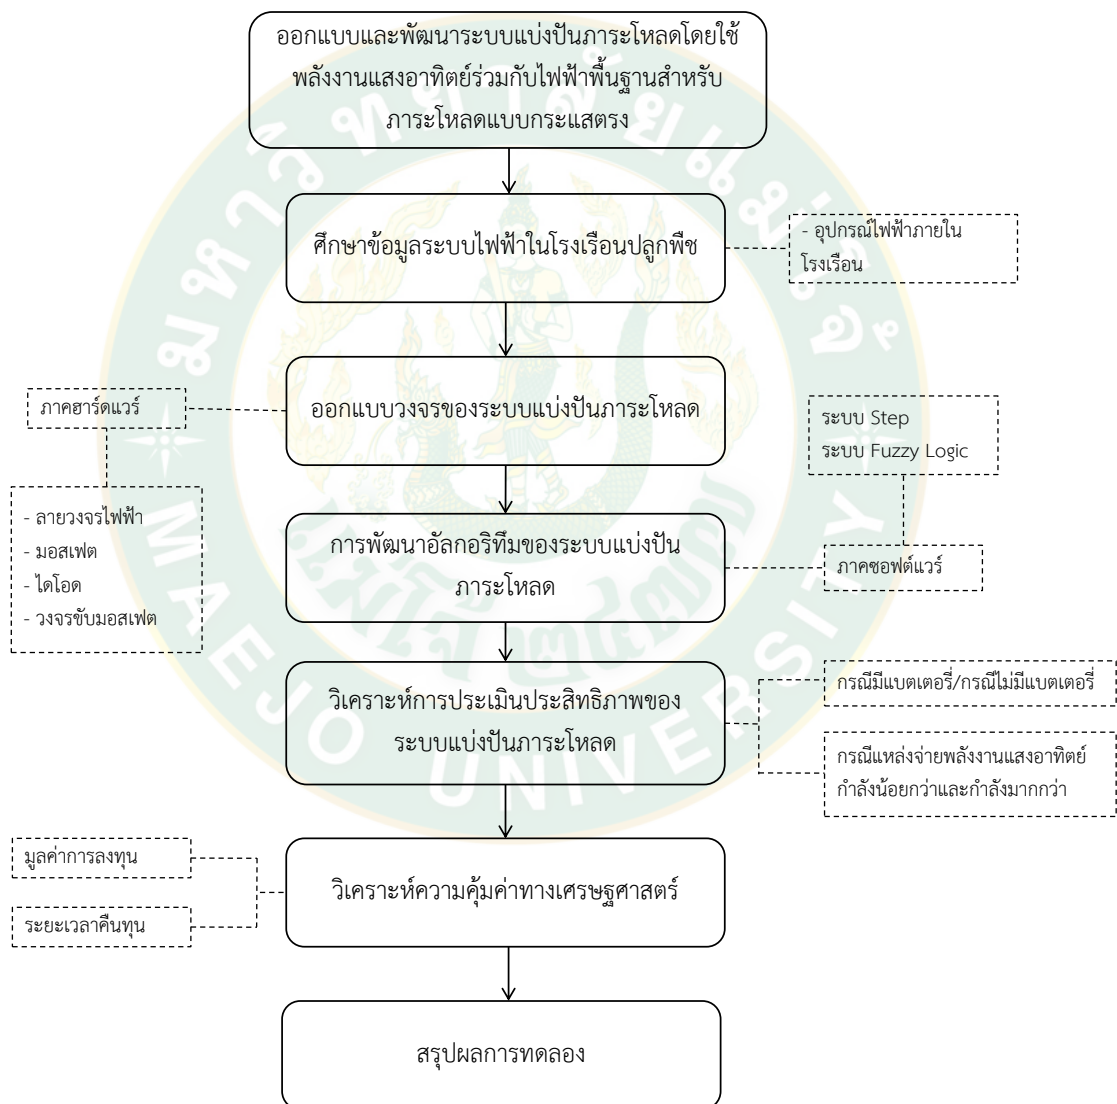 ออกแบบและพัฒนาระบบแบ่งปันภาระโหลดโดยใช้
พลังงานแสงอาทิตย์ร่วมกับไฟฟ้าพื้นฐานสำหรับ
ภาระโหลดแบบกระแสตรง
ศึกษาข้อมูลระบบไฟฟ้าในโรงเรือนปลูกพืช
- อุปกรณ์ไฟฟ้าภายใน
โรงเรือน
ออกแบบวงจรของระบบแบ่งปันภาระโหลด
ภาคฮาร์ดแวร์
- ลายวงจรไฟฟ้า
- มอสเฟต
- ไดโอด
- วงจรขับมอสเฟต
ระบบ Step
ระบบ Fuzzy Logic
การพัฒนาอัลกอริทึมของระบบแบ่งปัน
ภาระโหลด
ภาคซอฟต์แวร์
วิเคราะห์การประเมินประสิทธิภาพของ
ระบบแบ่งปันภาระโหลด
กรณีมีแบตเตอรี่/กรณีไม่มีแบตเตอรี่
กรณีแหล่งจ่ายพลังงานแสงอาทิตย์
กำลังน้อยกว่าและกำลังมากกว่า
มูลค่าการลงทุน
ระยะเวลาคืนทุน
วิเคราะห์ความคุ้มค่าทางเศรษฐศาสตร์
สรุปผลการทดลอง
มหาวิทยาลัยแม่โจ้
แม่โจ้ ๒๔๗๗
MAEJO UNIVERSITY